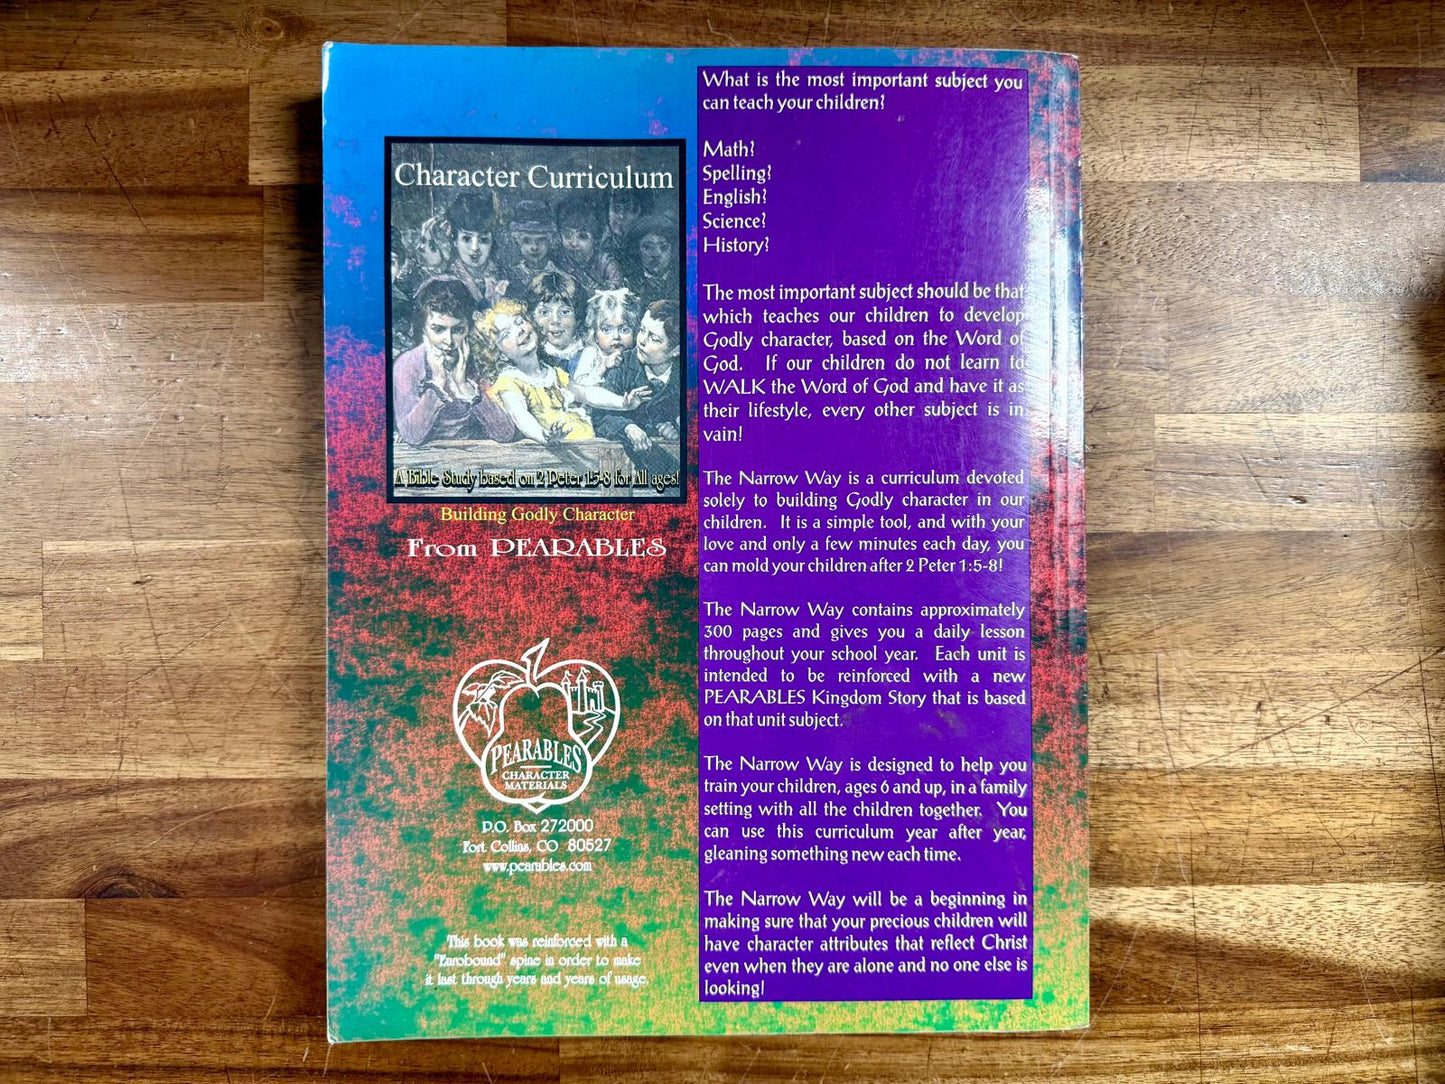 Character Curriculum
A Bible Study based on 2 Peter 1:5-8 for All ages!
Building Godly Character
From PEARABLES
PEARABLES
CHARACTER
MATERIALS
P.O. Box 272000
Fort Collins, CO 80527
www.pearables.com
This book was reinforced with a
"Durobound" spine in order to make
it last through years and years of usage.
What is the most important subject you
can teach your children?
Math?
Spelling?
English?
Science?
History?
The most important subject should be that
which teaches our children to develop
Godly character, based on the Word of
God. If our children do not learn to
WALK the Word of God and have it as
their lifestyle, every other subject is in
vain!
The Narrow Way is a curriculum devoted
solely to building Godly character in our
children. It is a simple tool, and with your
love and only a few minutes each day, you
can mold your children after 2 Peter 1:5-8!
The Narrow Way contains approximately
300 pages and gives you a daily lesson
throughout your school year. Each unit is
intended to be reinforced with a new
PEARABLES Kingdom Story that is based
on that unit subject.
The Narrow Way is designed to help you
train your children, ages 6 and up, in a family
setting with all the children together. You
can use this curriculum year after year,
gleaning something new each time.
The Narrow Way will be a beginning in
making sure that your precious children will
have character attributes that reflect Christ
even when they are alone and no one else is
looking!